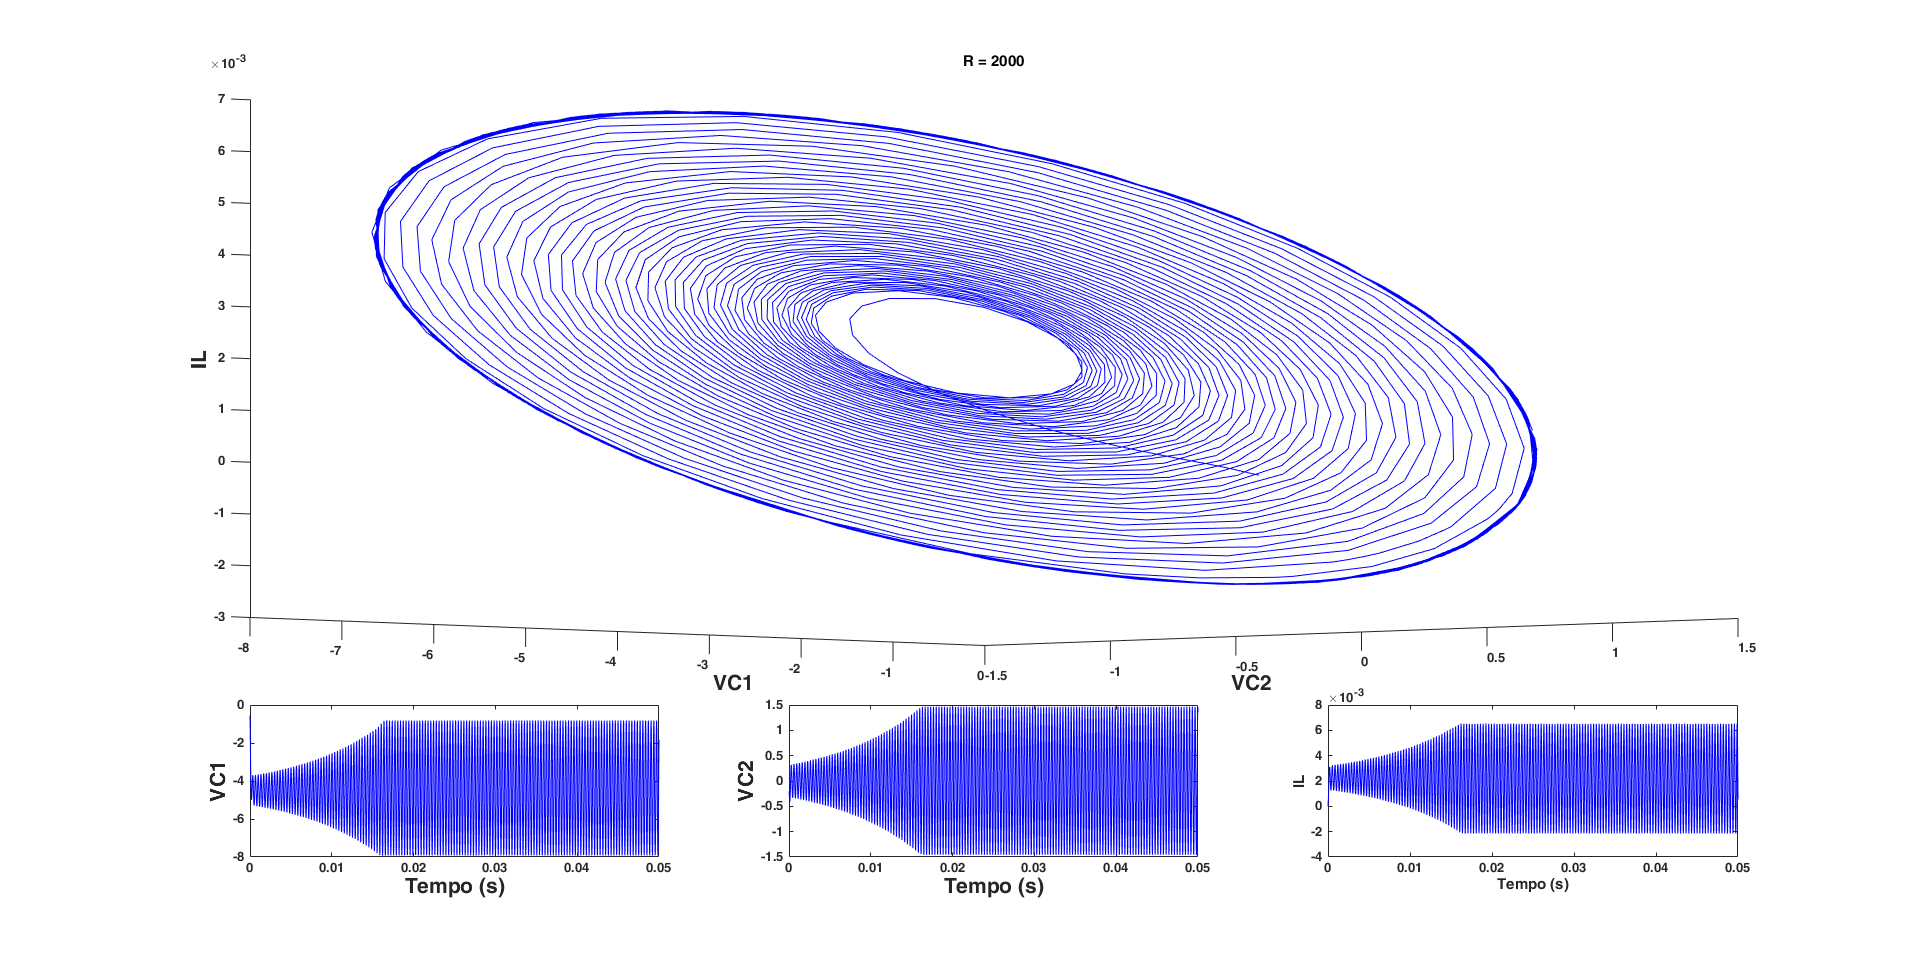 R = 2000
×10-3
7
6
5
4
3
2
1
0
-1
-2
-3
IL
-8 -7 -6 -5 -4 -3 -2 -1 0 -1.5 -1 -0.5 0 0.5 1 1.5
VC1 VC2
0
-2
-4
-6
-8
VC1
0 0.01 0.02 0.03 0.04 0.05
Tempo (s)
1.5
1
0.5
0
-0.5
-1
-1.5
VC2
0 0.01 0.02 0.03 0.04 0.05
Tempo (s)
×10-3
8
6
4
2
0
-2
-4
IL
0 0.01 0.02 0.03 0.04 0.05
Tempo (s)